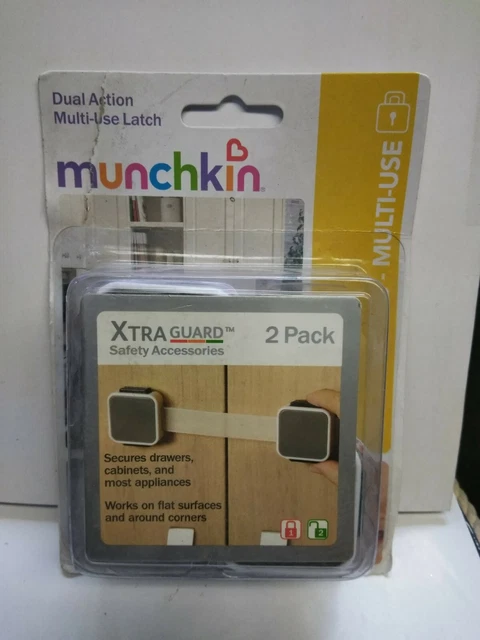 Dual Action
Multi-Use Latch
munchkin®
- MULTI-USE
XTRA GUARD™
Safety Accessories
2 Pack
Secures drawers,
cabinets, and
most appliances
Works on flat surfaces
and around corners
1
2